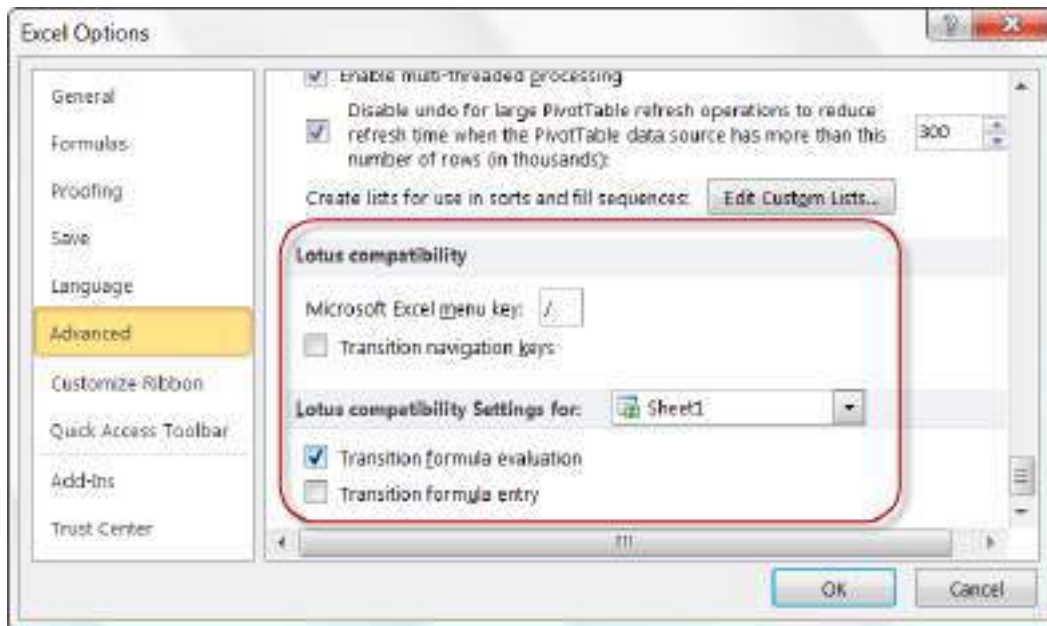 Excel Options
General
Formulas
Proofing
Save
Language
Advanced
Customize Ribbon
Quick Access Toolbar
Add-Ins
Trust Center
Enable multi-threaded processing
Disable undo for large PivotTable refresh operations to reduce
refresh time when the PivotTable data source has more than this
number of rows (in thousands):
300
Create lists for use in sorts and fill sequences:
Edit Custom Lists...
Lotus compatibility
Microsoft Excel menu key:
/
Transition navigation keys
Lotus compatibility Settings for:
Sheet1
Transition formula evaluation
Transition formula entry
OK
Cancel